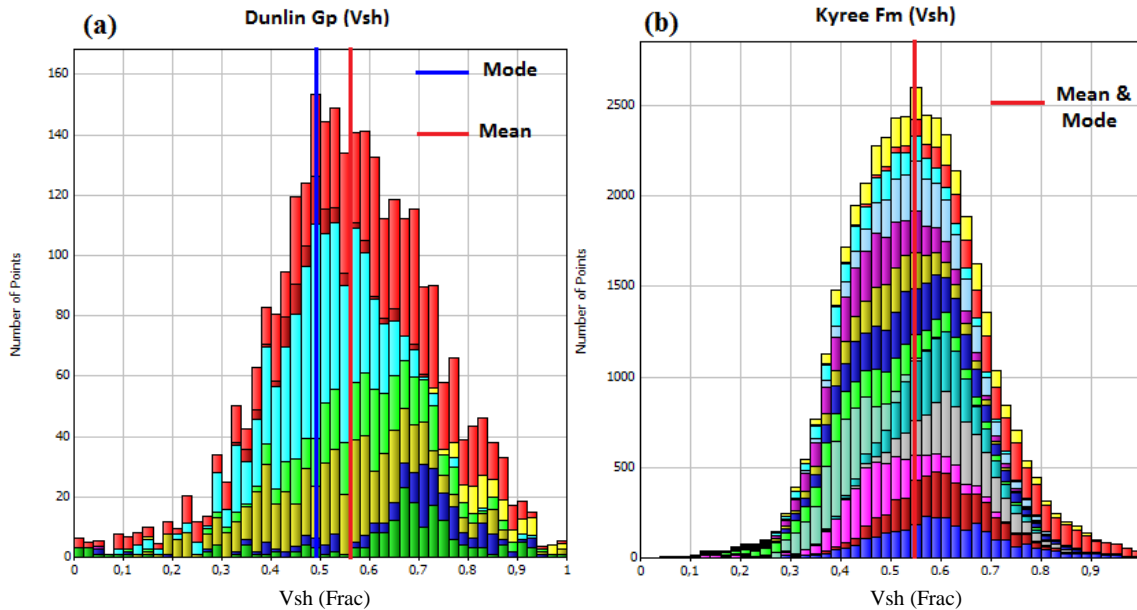 (a)
Dunlin Gp (Vsh)
Mode
Mean
Number of Points
160
140
120
100
80
60
40
20
0
0 0,1 0,2 0,3 0,4 0,5 0,6 0,7 0,8 0,9 1
Vsh (Frac)
(b)
Kyree Fm (Vsh)
Mean &
Mode
Number of Points
2500
2000
1500
1000
500
0
0 0,1 0,2 0,3 0,4 0,5 0,6 0,7 0,8 0,9
Vsh (Frac)